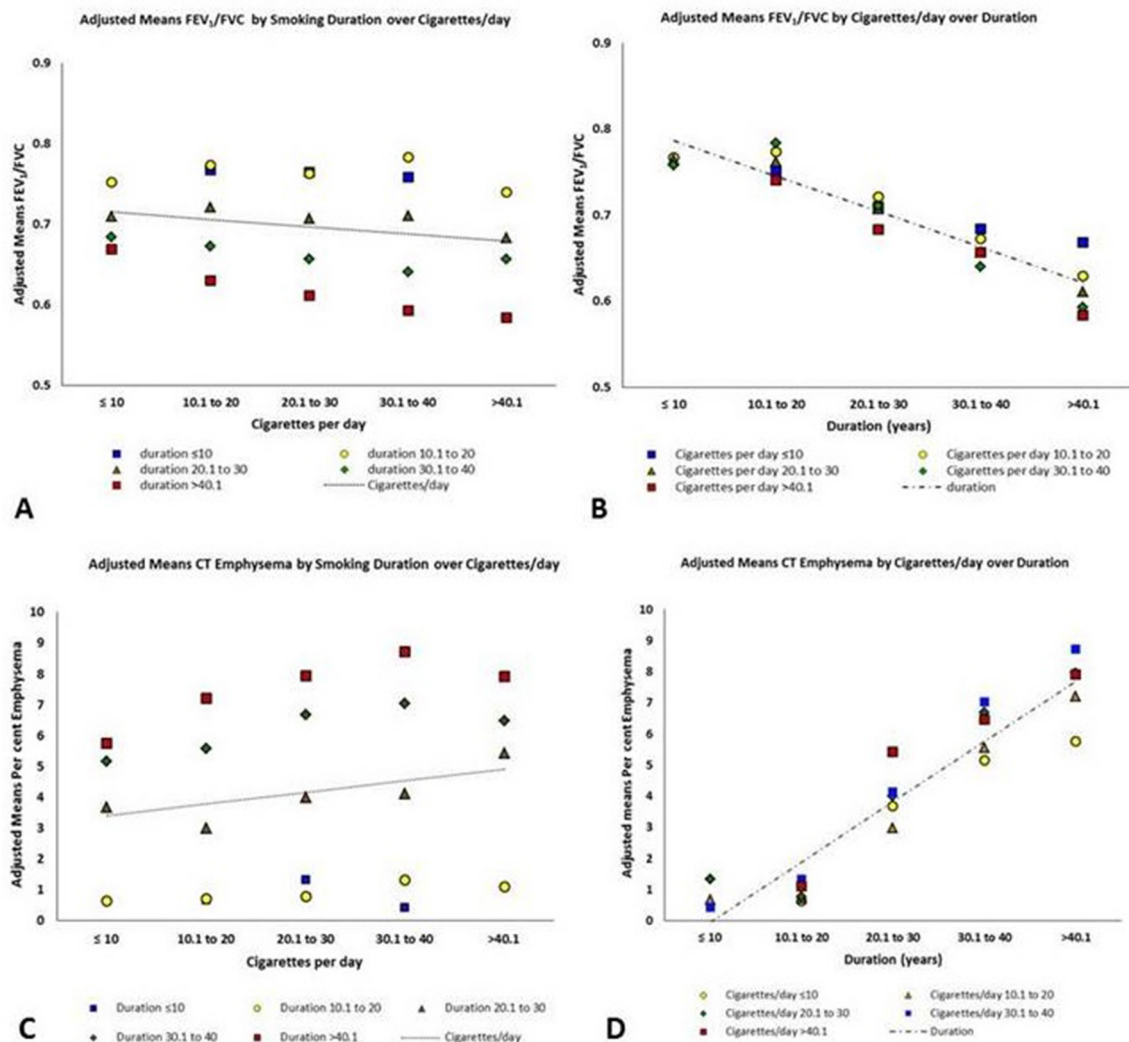 Adjusted Means FEV₁/FVC by Smoking Duration over Cigarettes/day
Adjusted Means FEV₁/FVC
0.9
0.8
0.7
0.6
0.5
≤ 10 10.1 to 20 20.1 to 30 30.1 to 40 >40.1
Cigarettes per day
duration ≤10 duration 10.1 to 20
duration 20.1 to 30 duration 30.1 to 40
duration >40.1 Cigarettes/day
A
Adjusted Means FEV₁/FVC by Cigarettes/day over Duration
Adjusted Means FEV₁/FVC
0.9
0.8
0.7
0.6
0.5
≤ 10 10.1 to 20 20.1 to 30 30.1 to 40 >40.1
Duration (years)
Cigarettes per day ≤10 Cigarettes per day 10.1 to 20
Cigarettes per day 20.1 to 30 Cigarettes per day 30.1 to 40
Cigarettes per day >40.1 duration
B
Adjusted Means CT Emphysema by Smoking Duration over Cigarettes/day
Adjusted Means Per cent Emphysema
10
9
8
7
6
5
4
3
2
1
0
≤ 10 10.1 to 20 20.1 to 30 30.1 to 40 >40.1
Cigarettes per day
Duration ≤10 Duration 10.1 to 20 Duration 20.1 to 30
Duration 30.1 to 40 Duration >40.1 Cigarettes/day
C
Adjusted Means CT Emphysema by Cigarettes/day over Duration
Adjusted means Per cent Emphysema
10
9
8
7
6
5
4
3
2
1
0
≤ 10 10.1 to 20 20.1 to 30 30.1 to 40 >40.1
Duration (years)
Cigarettes/day ≤10 Cigarettes/day 10.1 to 20
Cigarettes/day 20.1 to 30 Cigarettes/day 30.1 to 40
Cigarettes/day >40.1 Duration
D